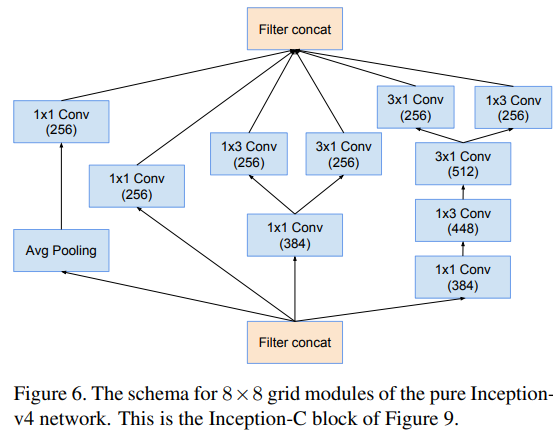 Filter concat
3x1 Conv
(256)
1x3 Conv
(256)
1x1 Conv
(256)
1x3 Conv
(256)
3x1 Conv
(256)
3x1 Conv
(512)
1x1 Conv
(256)
1x3 Conv
(448)
1x1 Conv
(384)
Avg Pooling
1x1 Conv
(384)
Filter concat
Figure 6. The schema for 8 × 8 grid modules of the pure Inception-
v4 network. This is the Inception-C block of Figure 9.